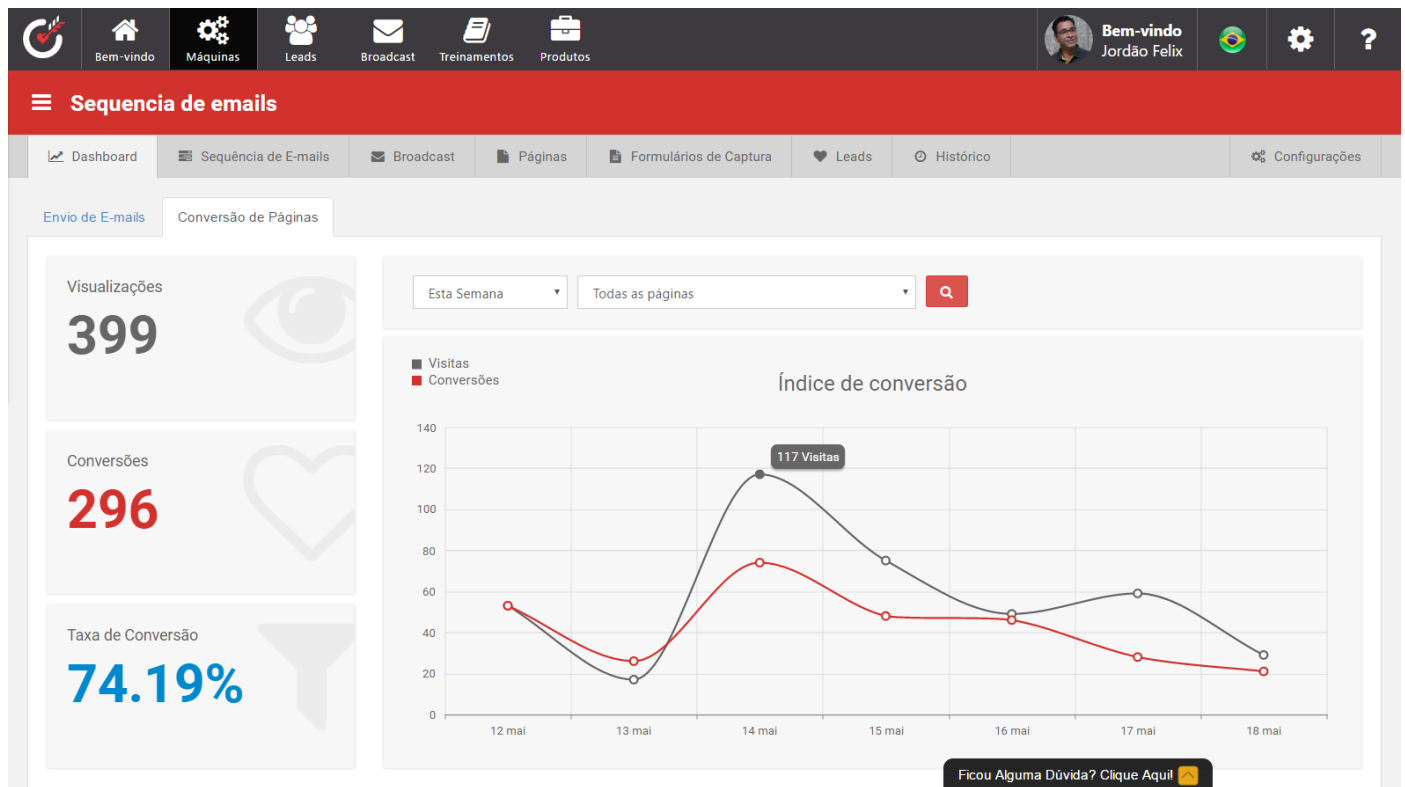 Bem-vindo
Máquinas
Leads
Broadcast
Treinamentos
Produtos
Bem-vindo
Jordão Felix
?
Sequencia de emails
Dashboard
Sequência de E-mails
Broadcast
Páginas
Formulários de Captura
Leads
Histórico
Configurações
Envio de E-mails
Conversão de Páginas
Visualizações
399
Conversões
296
Taxa de Conversão
74.19%
Esta Semana
Todas as páginas
Visitas
Conversões
Índice de conversão
117 Visitas
140
120
100
80
60
40
20
0
12 mai
13 mai
14 mai
15 mai
16 mai
17 mai
18 mai
Ficou Alguma Dúvida? Clique Aqui!